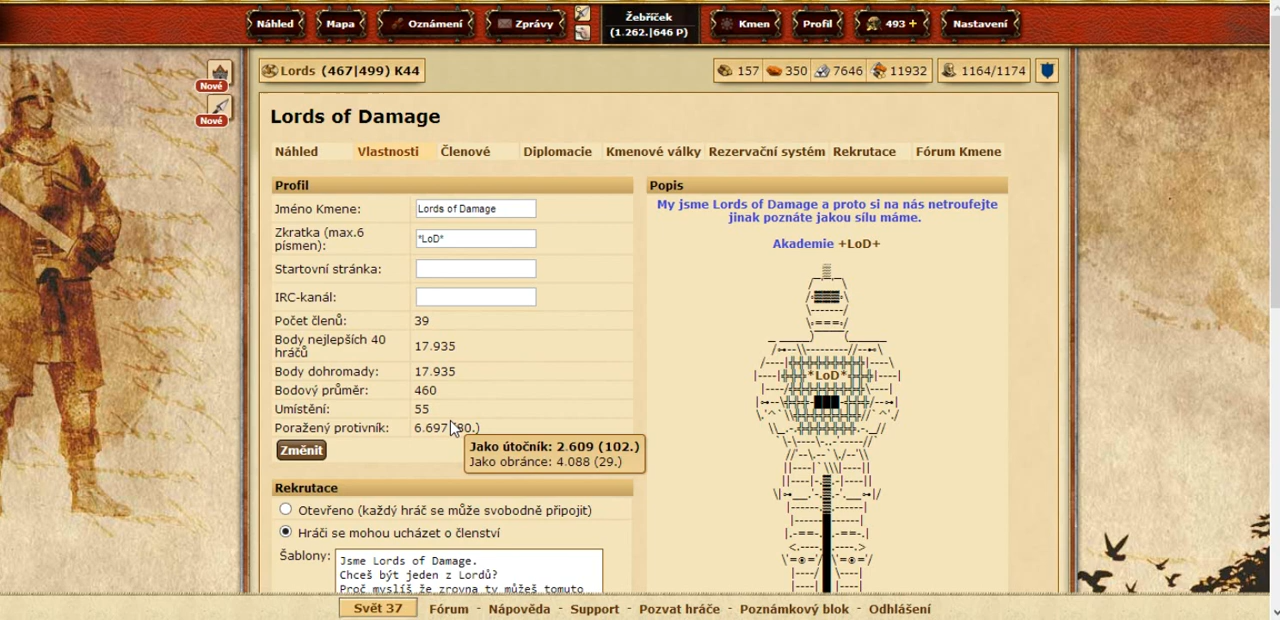 Náhled
Mapa
Oznámení
Zprávy
Žebříček
(1.262.|646 P)
Kmen
Profil
493 +
Nastavení
Nové
Nové
Lords (467|499) K44
157 350 7646 11932 1164/1174
Lords of Damage
Náhled Vlastnosti Členové Diplomacie Kmenové války Rezervační systém Rekrutace Fórum Kmene
Profil
Jméno Kmene: Lords of Damage
Zkratka (max.6
písmen): *LoD*
Startovní stránka:
IRC-kanál:
Počet členů: 39
Body nejlepších 40
hráčů 17.935
Body dohromady: 17.935
Bodový průměr: 460
Umístění: 55
Poražený protivník: 6.697
Změnit
Jako útočník: 2.609 (102.)
Jako obránce: 4.088 (29.)
Rekrutace
Otevřeno (každý hráč se může svobodně připojit)
Hráči se mohou ucházet o členství
Šablony:
Jsme Lords of Damage.
Chceš být jeden z Lordů?
Proč myslíš že zrovna ty můžeš tomuto
Popis
My jsme Lords of Damage a proto si na nás netroufejte
jinak poznáte jakou sílu máme.
Akademie +LoD+
*LoD*
Svět 37 Fórum - Nápověda - Support - Pozvat hráče - Poznámkový blok - Odhlášení